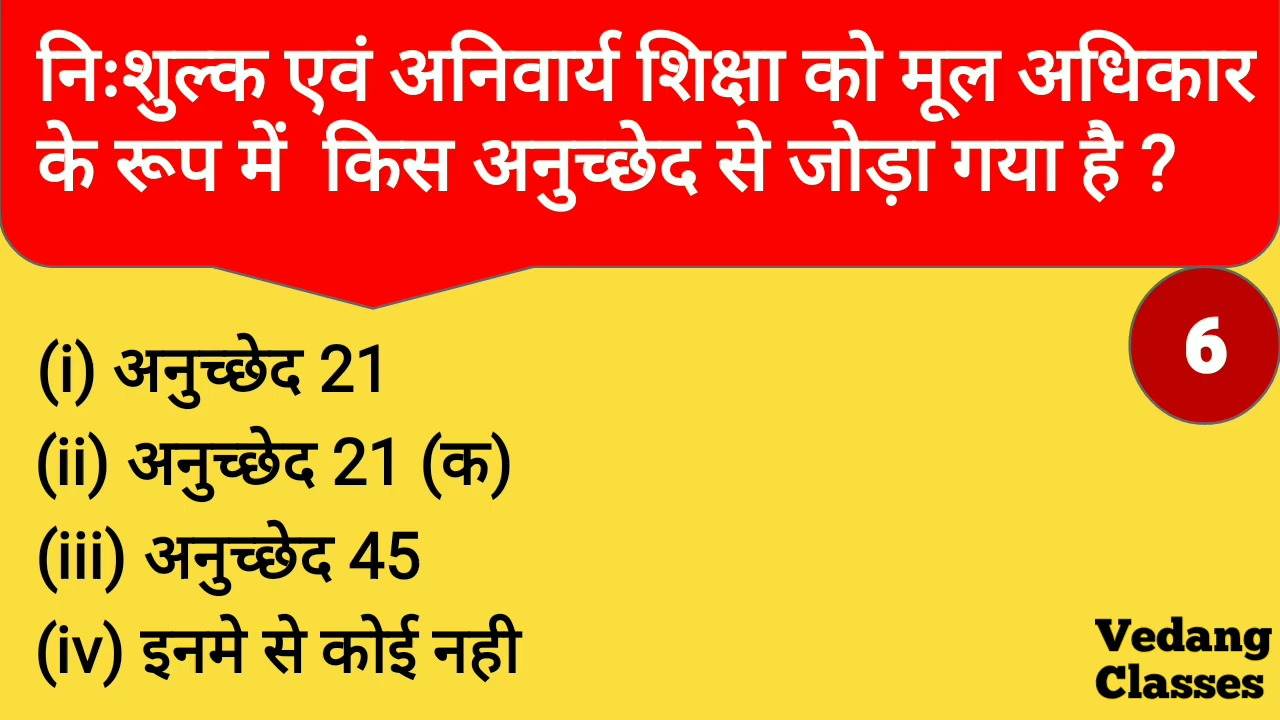 निःशुल्क एवं अनिवार्य शिक्षा को मूल अधिकार
के रूप में किस अनुच्छेद से जोड़ा गया है ?
6
(i) अनुच्छेद 21
(ii) अनुच्छेद 21 (क)
(iii) अनुच्छेद 45
(iv) इनमे से कोई नही
Vedang
Classes